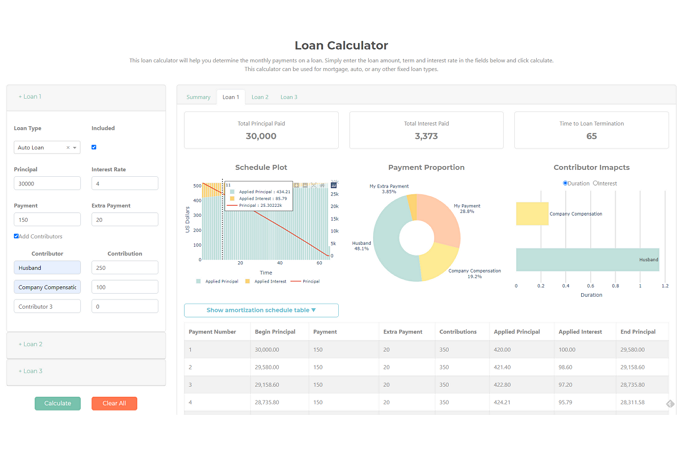 Loan Calculator
This loan calculator will help you determine the monthly payments on a loan. Simply enter the loan amount, term and interest rate in the fields below and click calculate.
This calculator can be used for mortgage, auto, or any other fixed loan types.
+ Loan 1
Loan Type Included
Auto Loan × 
Principal Interest Rate
30000 4
Payment Extra Payment
150 20
Add Contributors
Contributor Contribution
Husband 250
Company Compensatic 100
Contributor 3 0
+ Loan 2
+ Loan 3
Calculate Clear All
Summary Loan 1 Loan 2 Loan 3
Total Principal Paid
30,000
Total Interest Paid
3,373
Time to Loan Termination
65
Schedule Plot
500
400
300
200
100
0
US Dollars
33
Applied Principal : 434.21
Applied Interest : 85.79
Principal : 25,302226
30k
25k
20k
15k
10k
5k
0
0 20 40 60
Time
Applied Principal Applied Interest Principal
Payment Proportion
My Extra Payment
3.85%
My Payment
28.8%
Husband
48.1%
Company Compensation
19.2%
Contributor Imapcts
Duration Interest
Company Compensation
Husband
0 0.2 0.4 0.6 0.8 1 1.2
Duration
Show amortization schedule table ▼
Payment Number Begin Principal Payment Extra Payment Contributions Applied Principal Applied Interest End Principal
1 30,000.00 150 20 350 420.00 100.00 29,580.00
2 29,580.00 150 20 350 421.40 98.60 29,158.60
3 29,158.60 150 20 350 422.80 97.20 28,735.80
4 28,735.80 150 20 350 424.21 95.79 28,311.58